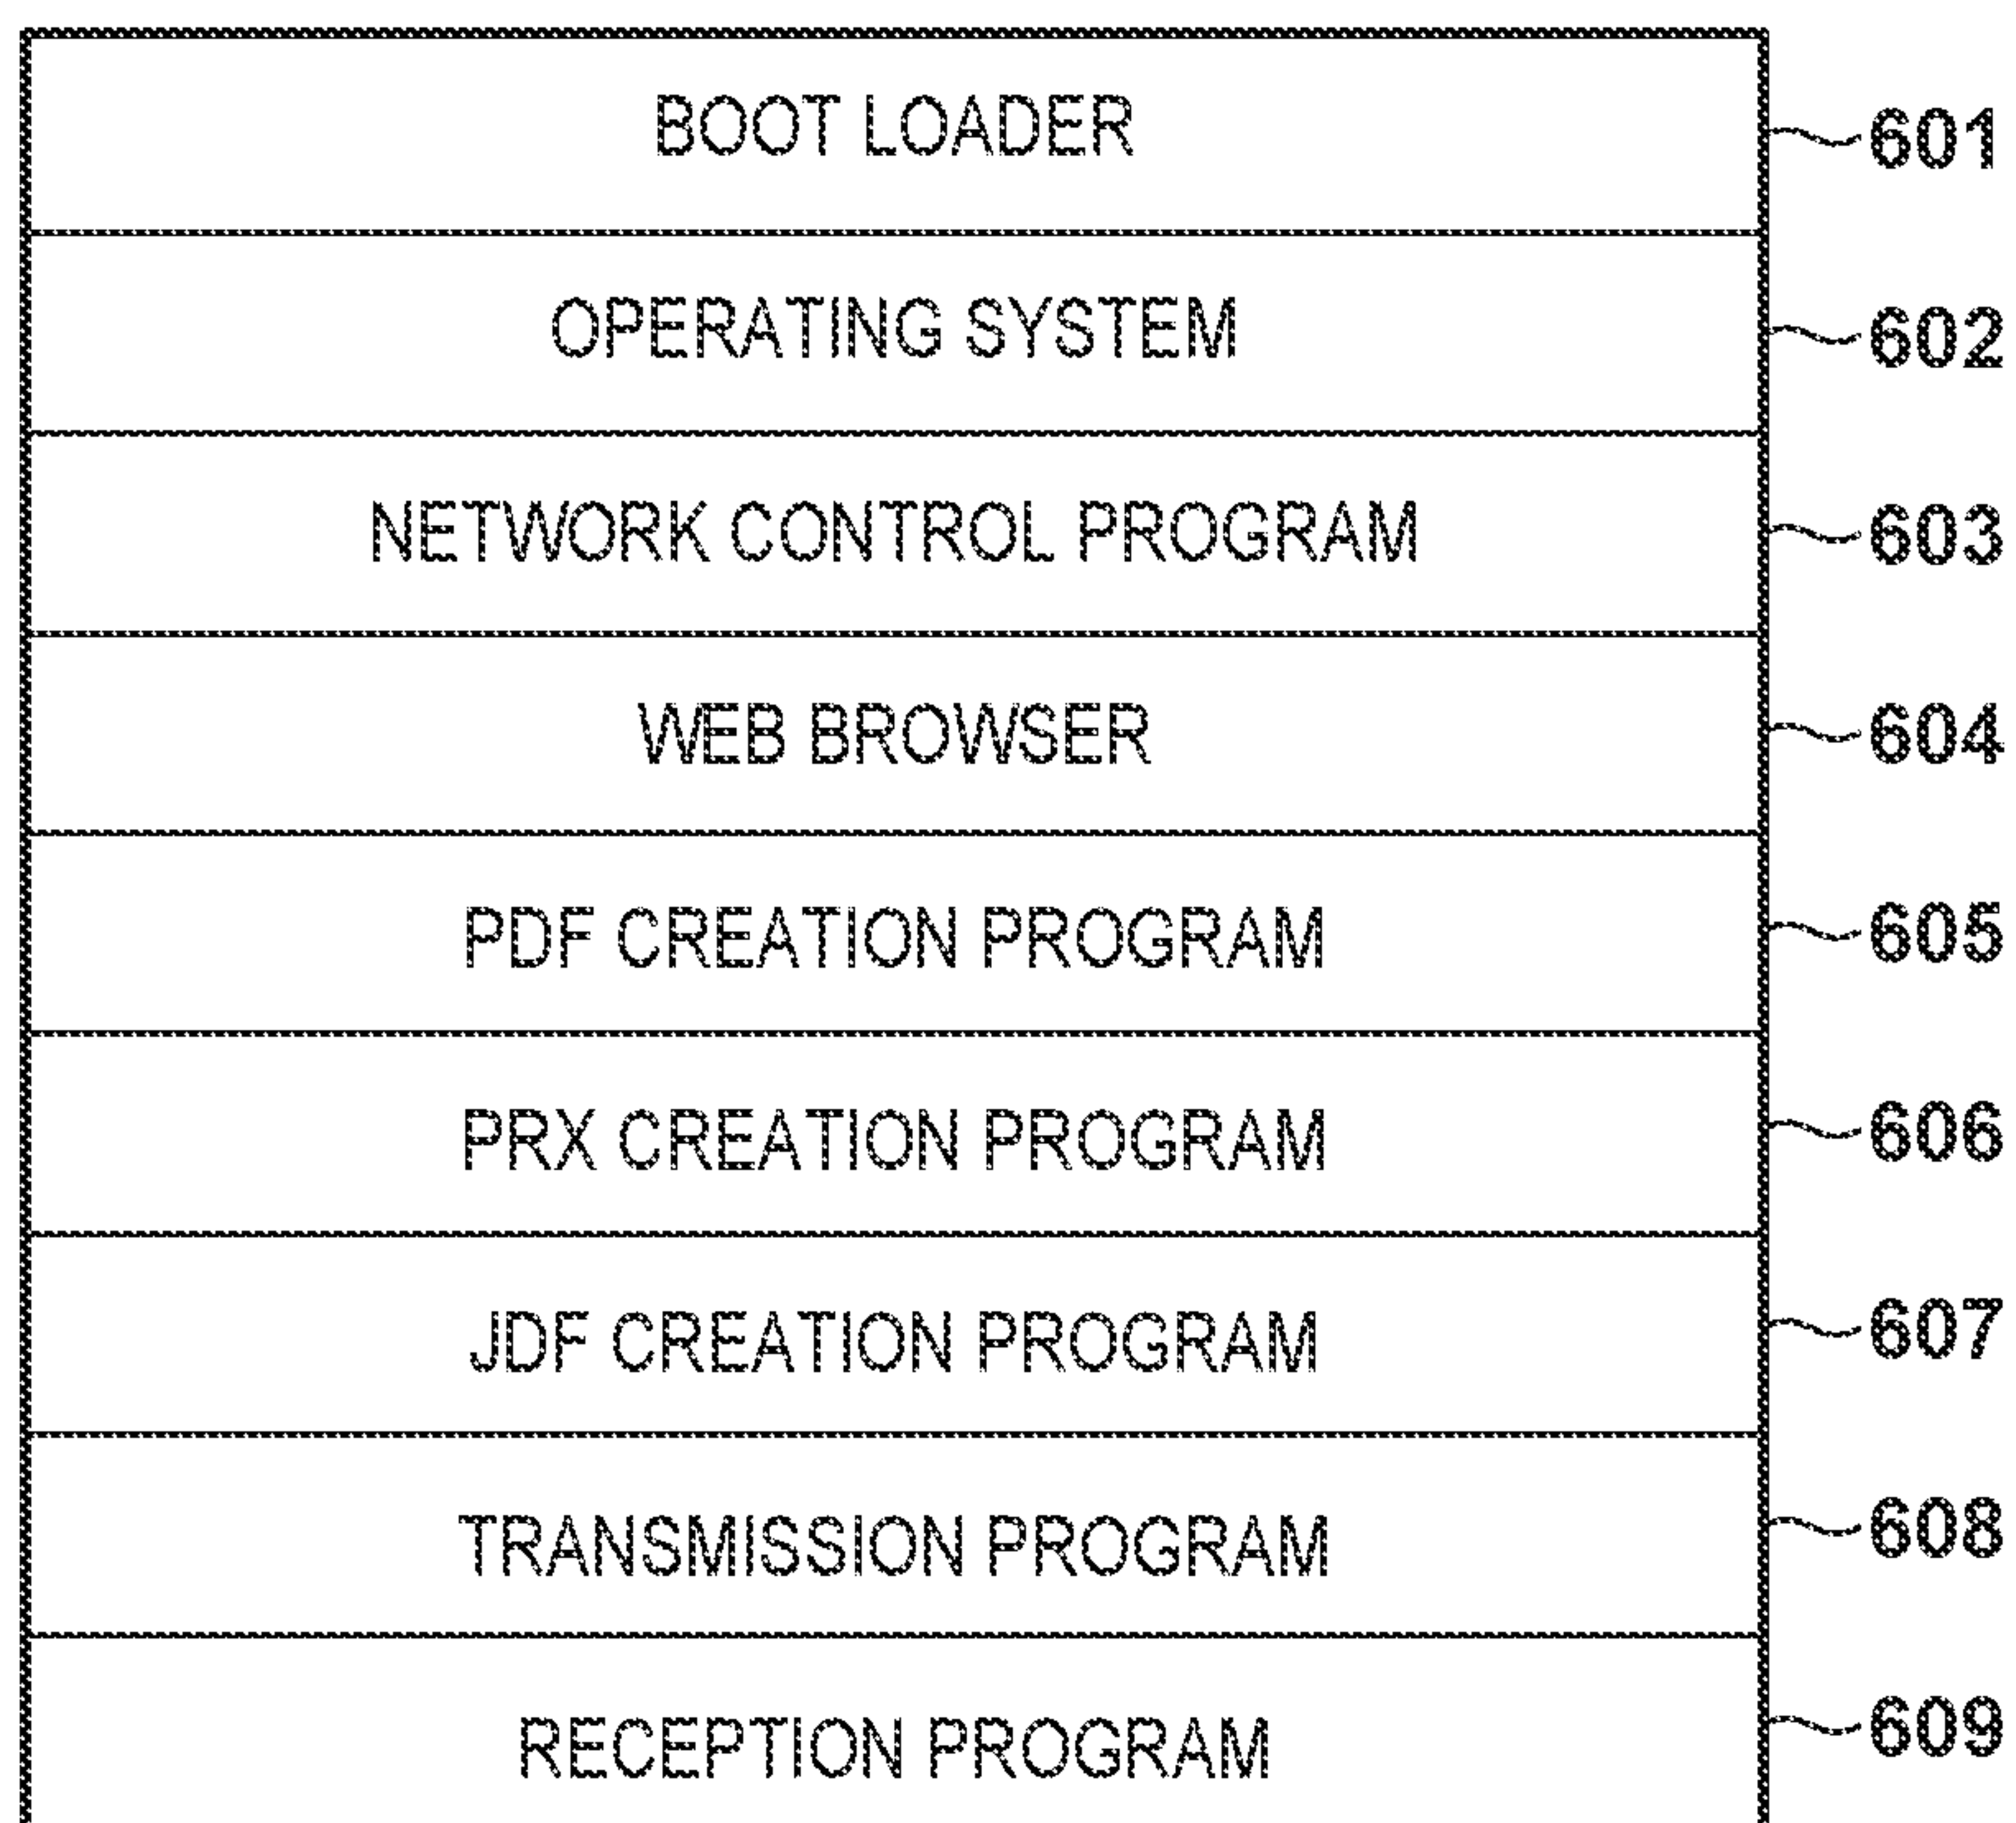 BOOT LOADER 601
OPERATING SYSTEM 602
NETWORK CONTROL PROGRAM 603
WEB BROWSER 604
PDF CREATION PROGRAM 605
PRX CREATION PROGRAM 606
JDF CREATION PROGRAM 607
TRANSMISSION PROGRAM 608
RECEPTION PROGRAM 609